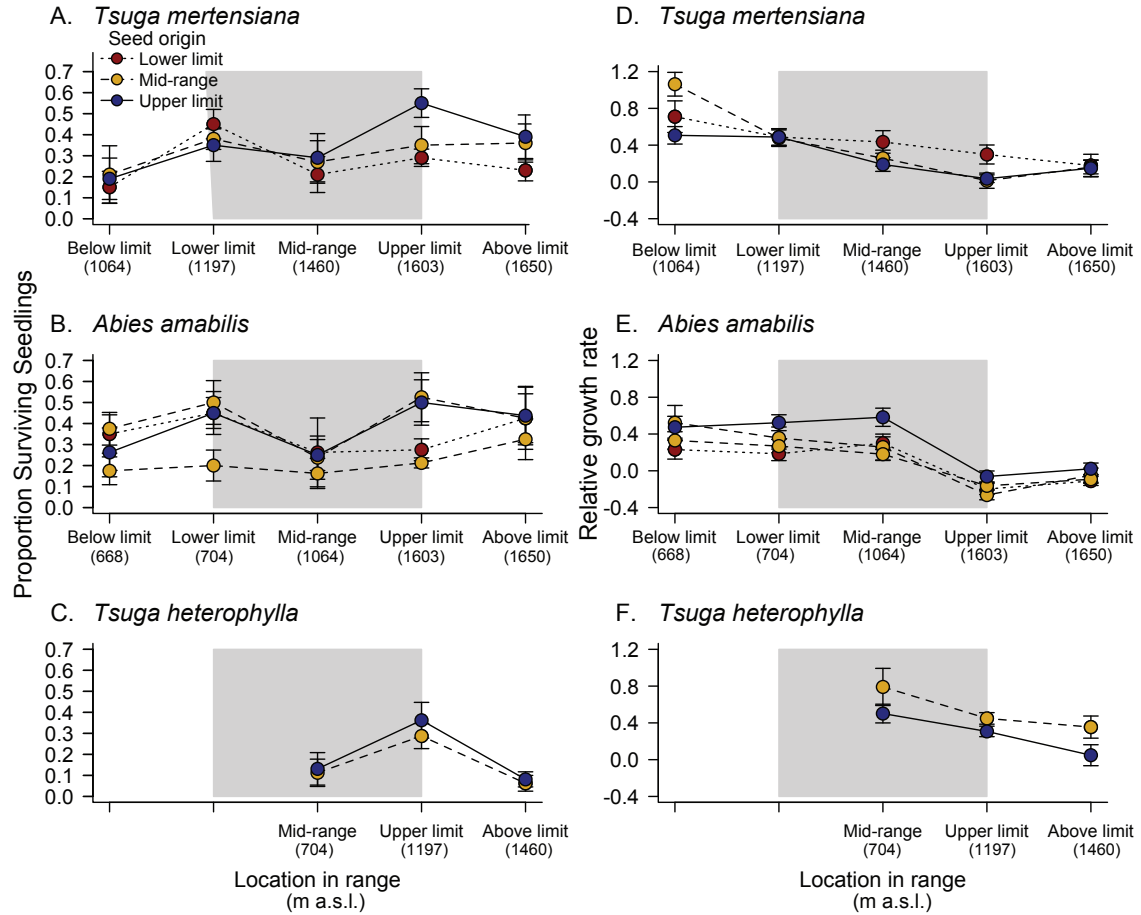 A. Tsuga mertensiana
Seed origin
Lower limit
Mid-range
Upper limit
0.7
0.6
0.5
0.4
0.3
0.2
0.1
0.0
Below limit Lower limit Mid-range Upper limit Above limit
(1064) (1197) (1460) (1603) (1650)
B. Abies amabilis
0.7
0.6
0.5
0.4
0.3
0.2
0.1
0.0
Below limit Lower limit Mid-range Upper limit Above limit
(668) (704) (1064) (1603) (1650)
C. Tsuga heterophylla
0.7
0.6
0.5
0.4
0.3
0.2
0.1
0.0
Mid-range Upper limit Above limit
(704) (1197) (1460)
Location in range
(m a.s.l.)
Proportion Surviving Seedlings
D. Tsuga mertensiana
1.2
0.8
0.4
0.0
-0.4
Below limit Lower limit Mid-range Upper limit Above limit
(1064) (1197) (1460) (1603) (1650)
E. Abies amabilis
1.2
0.8
0.4
0.0
-0.4
Below limit Lower limit Mid-range Upper limit Above limit
(668) (704) (1064) (1603) (1650)
F. Tsuga heterophylla
1.2
0.8
0.4
0.0
-0.4
Mid-range Upper limit Above limit
(704) (1197) (1460)
Location in range
(m a.s.l.)
Relative growth rate